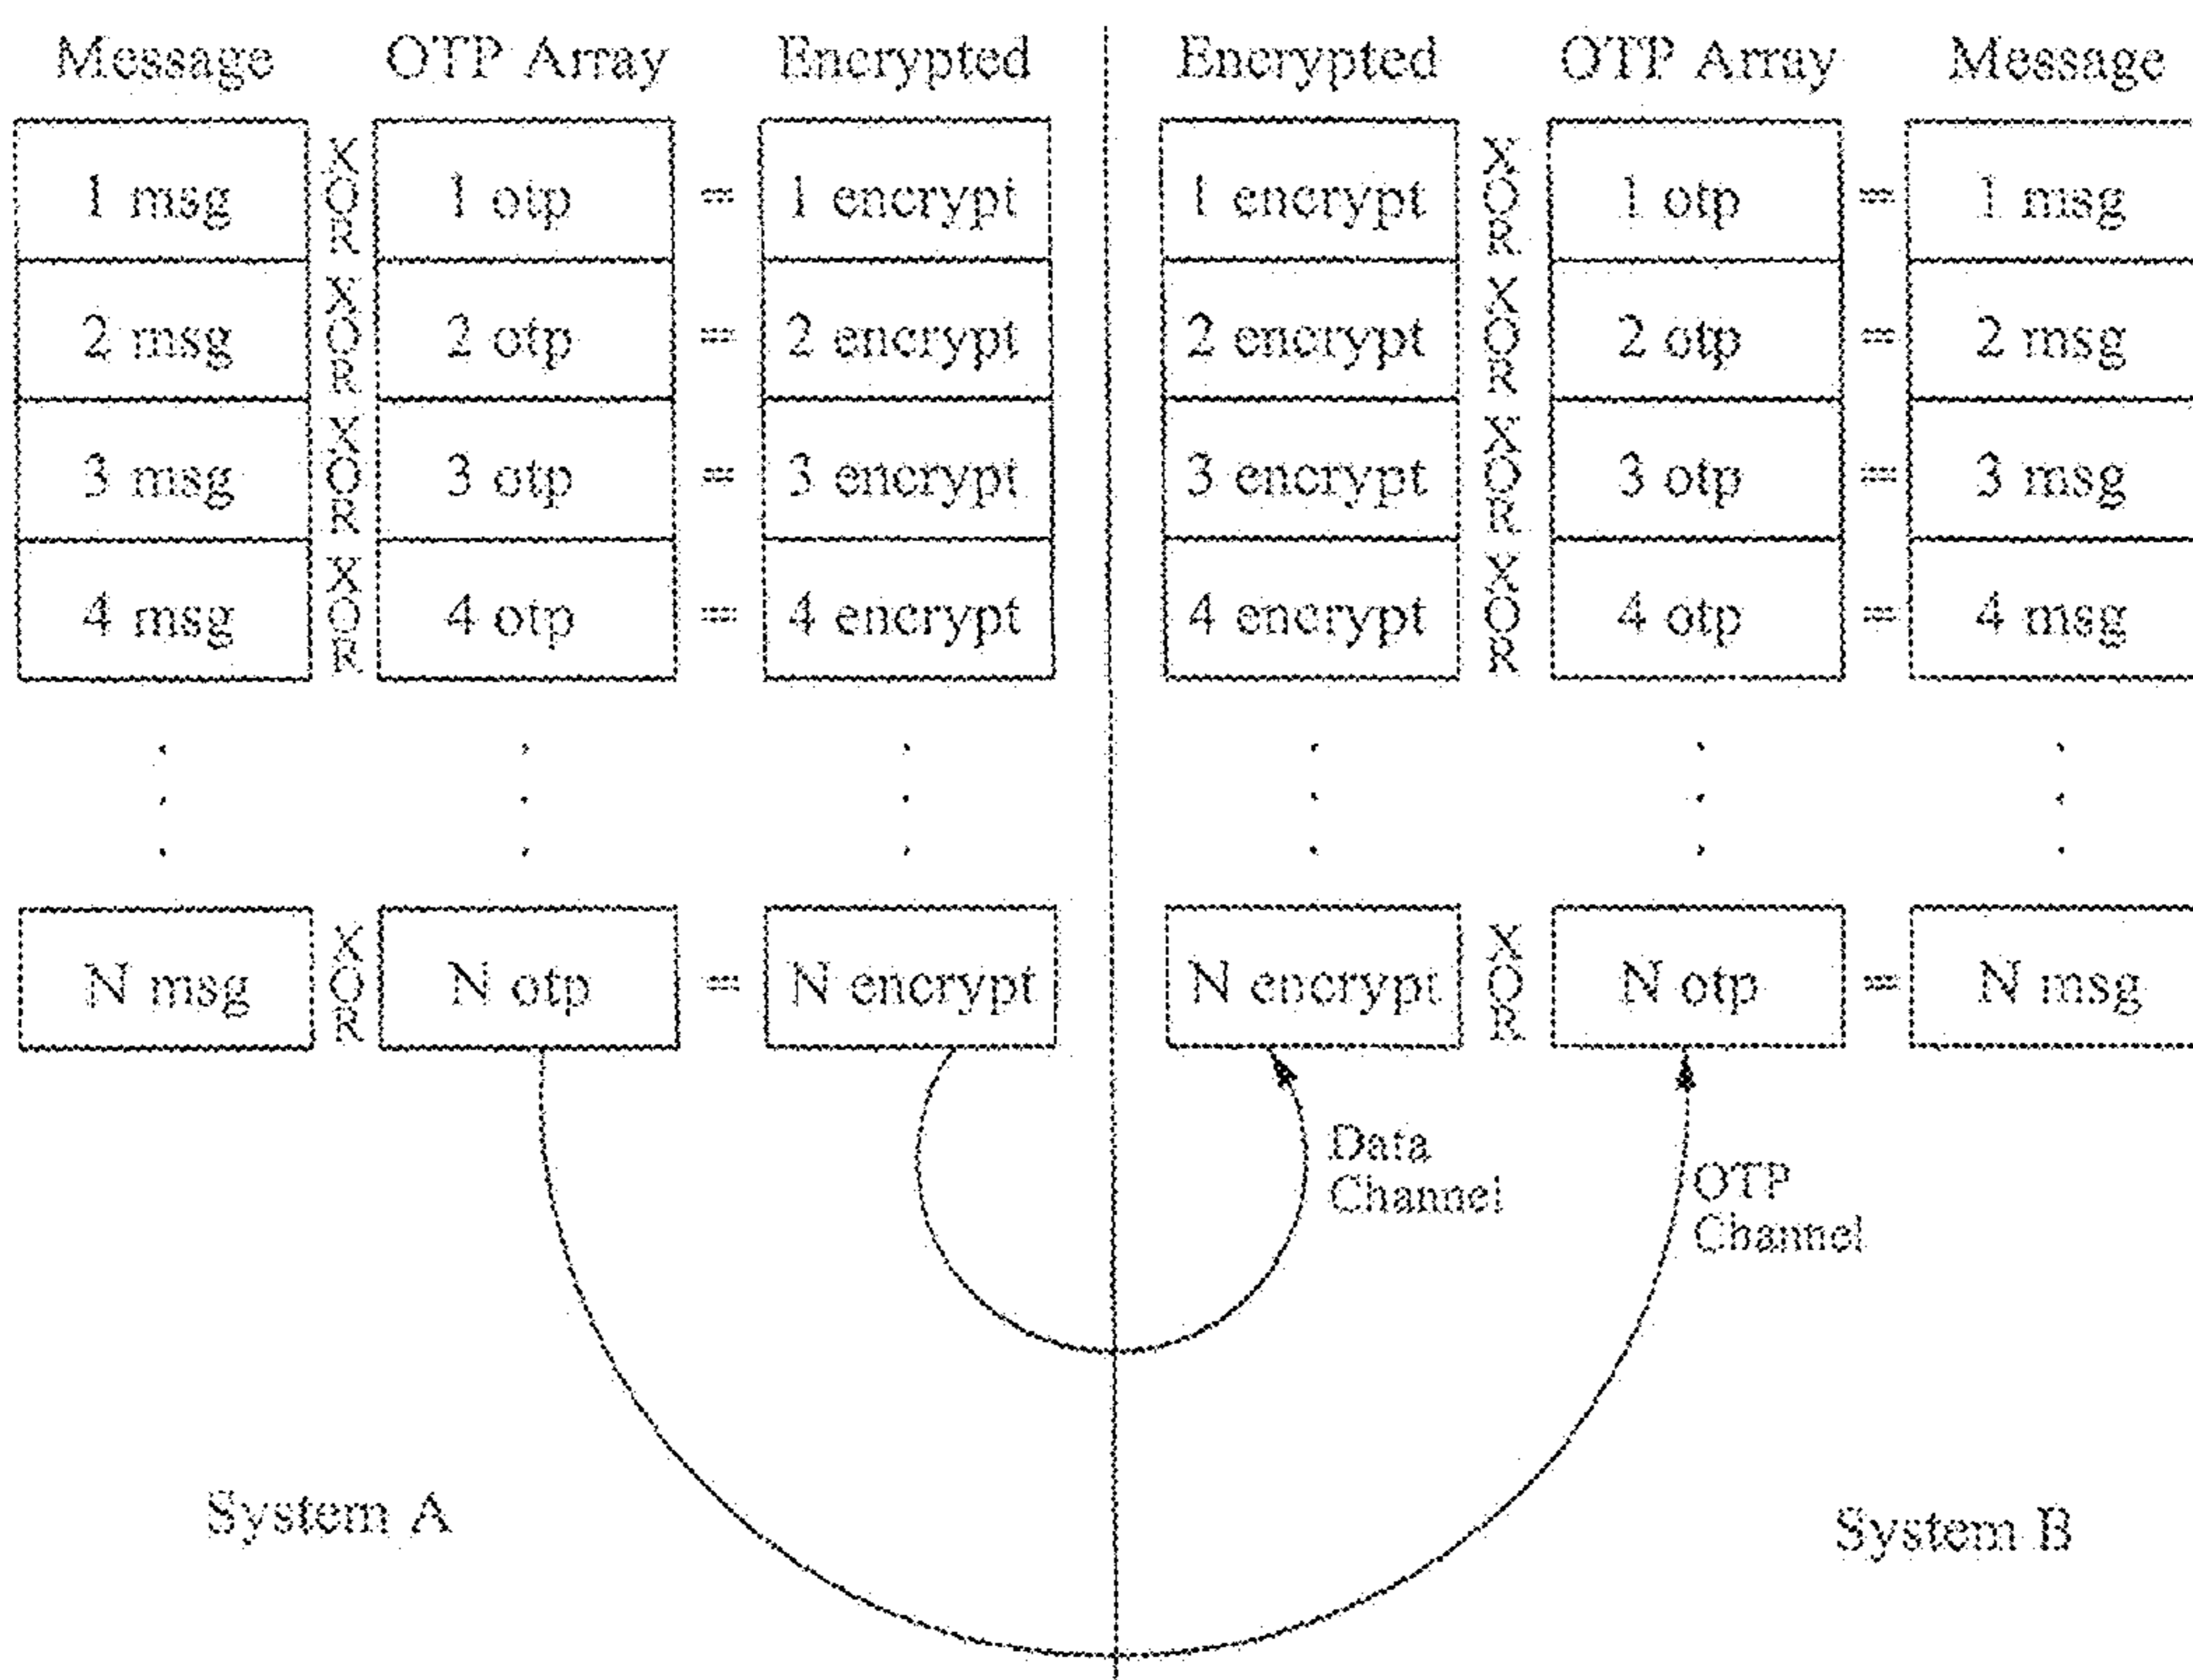 Message OTP Array Encrypted Encrypted OTP Array Message
1 msg XOR 1 otp = 1 encrypt 1 encrypt XOR 1 otp = 1 msg
2 msg XOR 2 otp = 2 encrypt 2 encrypt XOR 2 otp = 2 msg
3 msg XOR 3 otp = 3 encrypt 3 encrypt XOR 3 otp = 3 msg
4 msg XOR 4 otp = 4 encrypt 4 encrypt XOR 4 otp = 4 msg
N msg XOR N otp = N encrypt N encrypt XOR N otp = N msg
Data
Channel
OTP
Channel
System A
System B